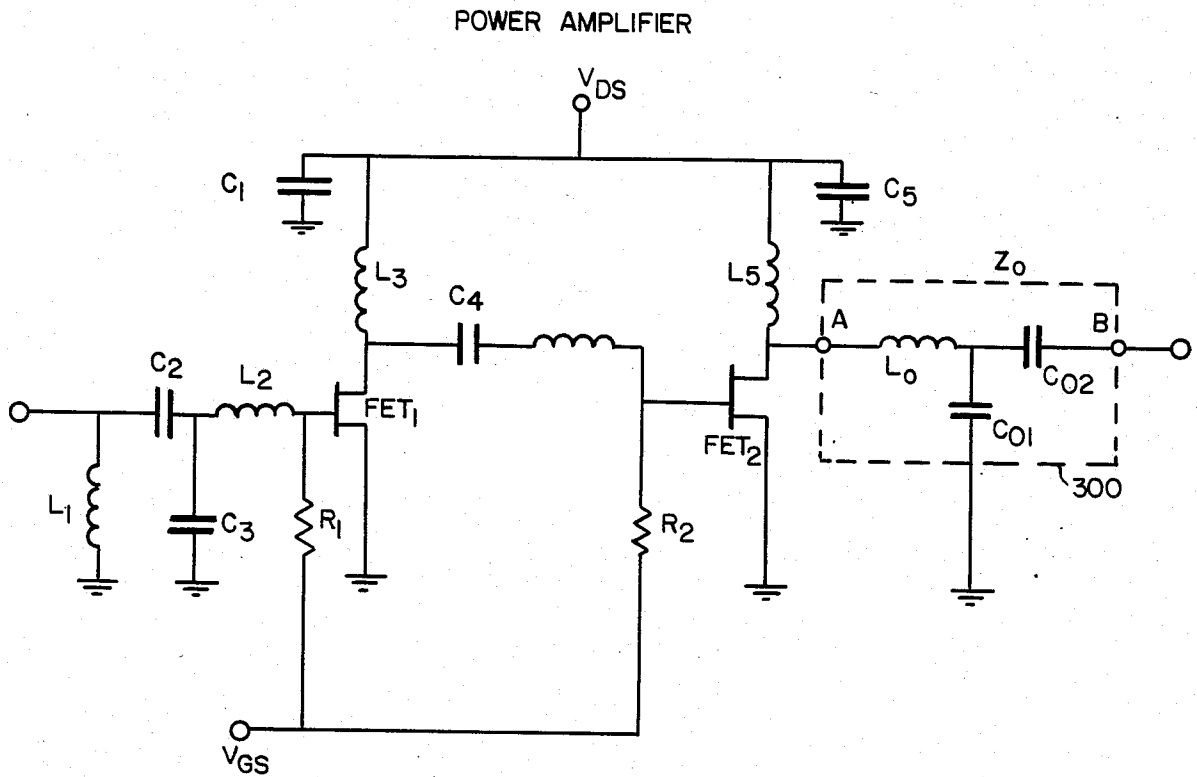 POWER AMPLIFIER
VDS
C1
C5
L3
L5
Z0
C4
A
B
C2
L2
L0
C02
FET1
C01
FET2
300
L1
C3
R1
R2
VGS